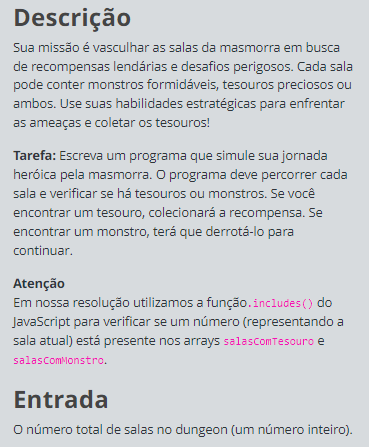 Descrição
Sua missão é vasculhar as salas da masmorra em busca
de recompensas lendárias e desafios perigosos. Cada sala
pode conter monstros formidáveis, tesouros preciosos ou
ambos. Use suas habilidades estratégicas para enfrentar
as ameaças e coletar os tesouros!
Tarefa: Escreva um programa que simule sua jornada
heróica pela masmorra. O programa deve percorrer cada
sala e verificar se há tesouros ou monstros. Se você
encontrar um tesouro, colecionará a recompensa. Se
encontrar um monstro, terá que derrotá-lo para
continuar.
Atenção
Em nossa resolução utilizamos a função.includes() do
JavaScript para verificar se um número (representando a
sala atual) está presente nos arrays salasComTesouro e
salasComMonstro.
Entrada
O número total de salas no dungeon (um número inteiro).